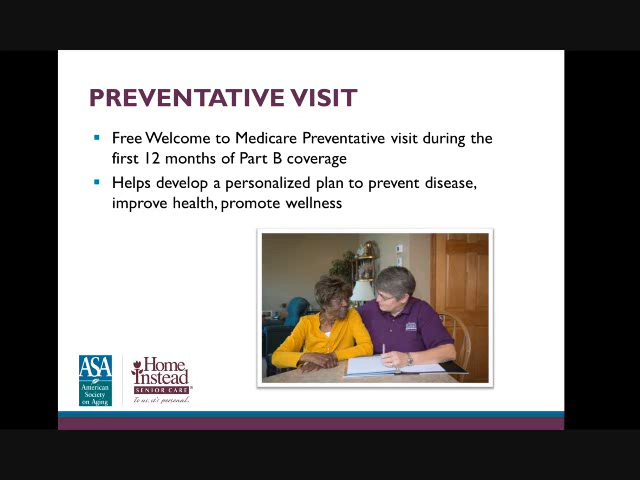 PREVENTATIVE VISIT
Free Welcome to Medicare Preventative visit during the
first 12 months of Part B coverage
Helps develop a personalized plan to prevent disease,
improve health, promote wellness
ASA
American
Society
on Aging
Home
Instead
SENIOR CARE
To us, it's personal.